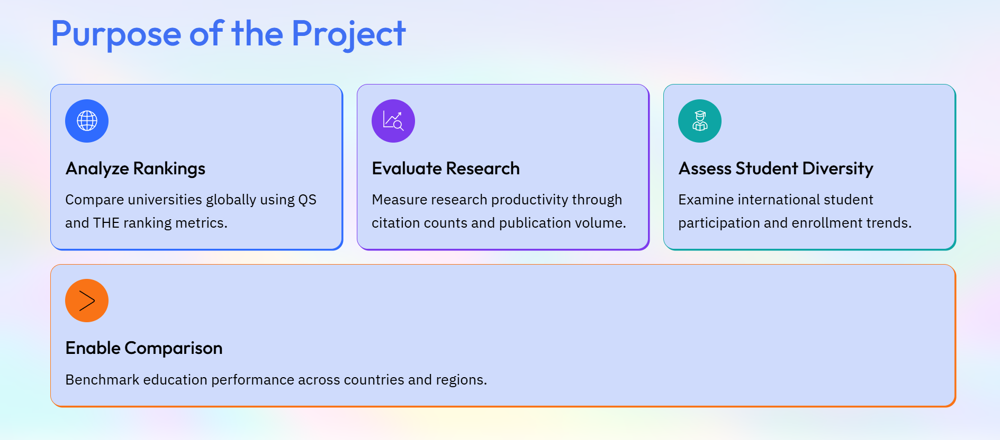 Purpose of the Project
Analyze Rankings
Compare universities globally using QS
and THE ranking metrics.
Evaluate Research
Measure research productivity through
citation counts and publication volume.
Assess Student Diversity
Examine international student
participation and enrollment trends.
Enable Comparison
Benchmark education performance across countries and regions.